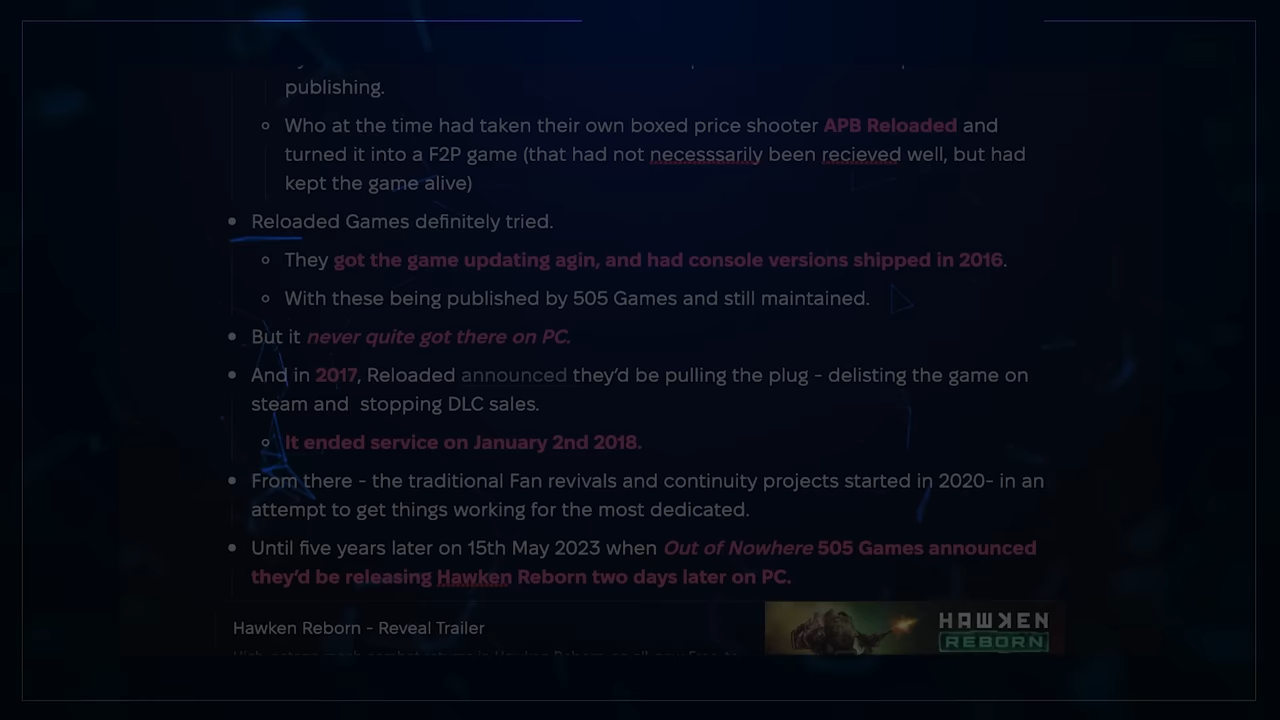 publishing.
Who at the time had taken their own boxed price shooter APB Reloaded and
turned it into a F2P game (that had not necesssarily been recieved well, but had
kept the game alive)
Reloaded Games definitely tried.
They got the game updating agin, and had console versions shipped in 2016.
With these being published by 505 Games and still maintained.
But it never quite got there on PC.
And in 2017, Reloaded announced they'd be pulling the plug - delisting the game on
steam and  stopping DLC sales.
It ended service on January 2nd 2018.
From there - the traditional Fan revivals and continuity projects started in 2020- in an
attempt to get things working for the most dedicated.
Until five years later on 15th May 2023 when Out of Nowhere 505 Games announced
they'd be releasing Hawken Reborn two days later on PC.
Hawken Reborn - Reveal Trailer
HAWKEN
REBORN